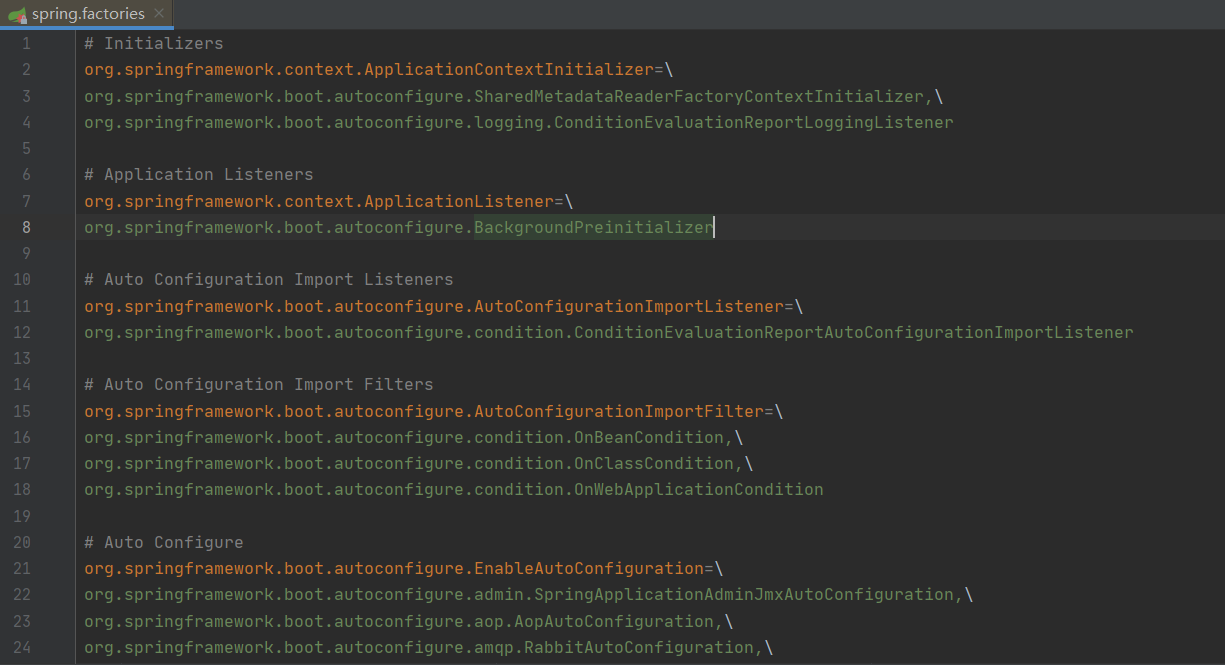 spring.factories
1 # Initializers
2 org.springframework.context.ApplicationContextInitializer=\
3 org.springframework.boot.autoconfigure.SharedMetadataReaderFactoryContextInitializer,\
4 org.springframework.boot.autoconfigure.logging.ConditionEvaluationReportLoggingListener
5
6 # Application Listeners
7 org.springframework.context.ApplicationListener=\
8 org.springframework.boot.autoconfigure.BackgroundPreinitializer
9
10 # Auto Configuration Import Listeners
11 org.springframework.boot.autoconfigure.AutoConfigurationImportListener=\
12 org.springframework.boot.autoconfigure.condition.ConditionEvaluationReportAutoConfigurationImportListener
13
14 # Auto Configuration Import Filters
15 org.springframework.boot.autoconfigure.AutoConfigurationImportFilter=\
16 org.springframework.boot.autoconfigure.condition.OnBeanCondition,\
17 org.springframework.boot.autoconfigure.condition.OnClassCondition,\
18 org.springframework.boot.autoconfigure.condition.OnWebApplicationCondition
19
20 # Auto Configure
21 org.springframework.boot.autoconfigure.EnableAutoConfiguration=\
22 org.springframework.boot.autoconfigure.admin.SpringApplicationAdminJmxAutoConfiguration,\
23 org.springframework.boot.autoconfigure.aop.AopAutoConfiguration,\
24 org.springframework.boot.autoconfigure.amqp.RabbitAutoConfiguration,\